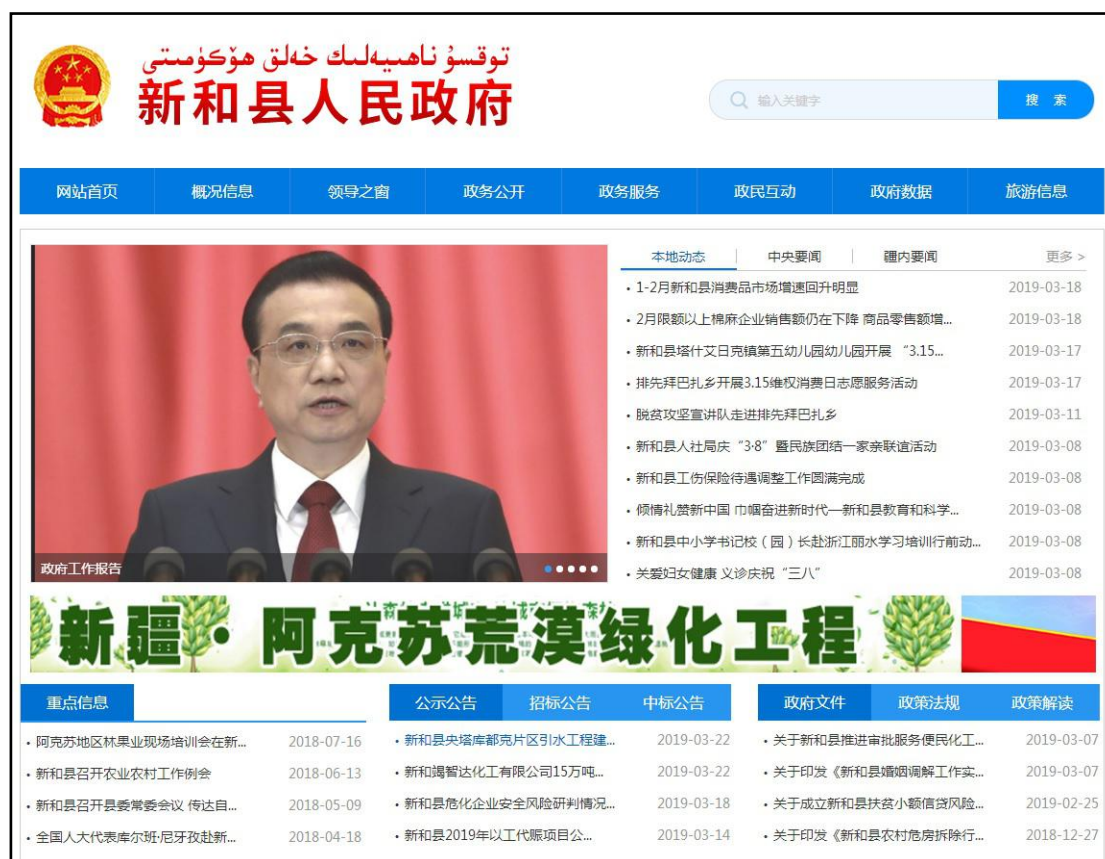 توقسۇ ناھىيەلىك خەلق ھۆكۈمىتى
新和县人民政府
输入关键字
搜 索
网站首页 概况信息 领导之窗 政务公开 政务服务 政民互动 政府数据 旅游信息
政府工作报告
本地动态 中央要闻 疆内要闻 更多 >
1-2月新和县消费品市场增速回升明显 2019-03-18
2月限额以上棉麻企业销售额仍在下降 商品零售额增... 2019-03-18
新和县塔什艾日克镇第五幼儿园幼儿园开展 “3.15... 2019-03-17
排先拜巴扎乡开展3.15维权消费日志愿服务活动 2019-03-17
脱贫攻坚宣讲队走进排先拜巴扎乡 2019-03-11
新和县人社局庆“3·8”暨民族团结一家亲联谊活动 2019-03-08
新和县工伤保险待遇调整工作圆满完成 2019-03-08
倾情礼赞新中国 巾帼奋进新时代—新和县教育和科学... 2019-03-08
新和县中小学书记校（园）长赴浙江丽水学习培训行前动... 2019-03-08
关爱妇女健康 义诊庆祝“三八” 2019-03-08
新疆·阿克苏荒漠绿化工程
重点信息
阿克苏地区林果业现场培训会在新... 2018-07-16
新和县召开农业农村工作例会 2018-06-13
新和县召开县委常委会议 传达自... 2018-05-09
全国人大代表库尔班·尼牙孜赴新... 2018-04-18
公示公告 招标公告 中标公告
新和县央塔库都克片区引水工程建... 2019-03-22
新和竭智达化工有限公司15万吨... 2019-03-22
新和县危化企业安全风险研判情况... 2019-03-18
新和县2019年以工代赈项目公... 2019-03-14
政府文件 政策法规 政策解读
关于新和县推进审批服务便民化工... 2019-03-07
关于印发《新和县婚姻调解工作实... 2019-03-07
关于成立新和县扶贫小额信贷风险... 2019-02-25
关于印发《新和县农村危房拆除行... 2018-12-27